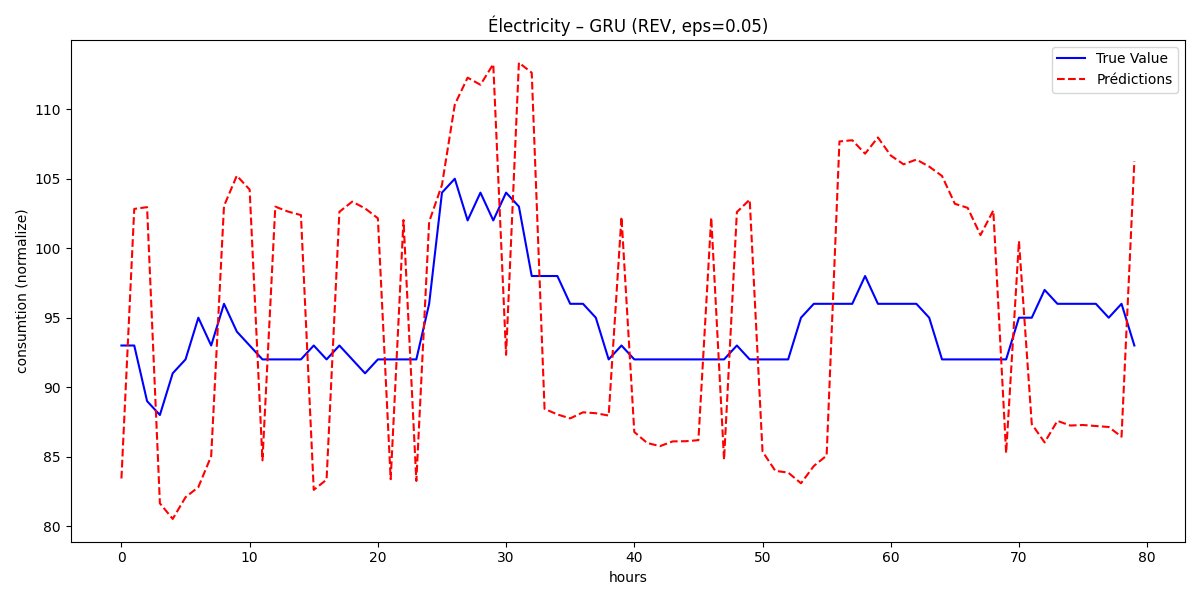 Électricity – GRU (REV, eps=0.05)
True Value
Prédictions
consumtion (normalize)
110
105
100
95
90
85
80
0 10 20 30 40 50 60 70 80
hours